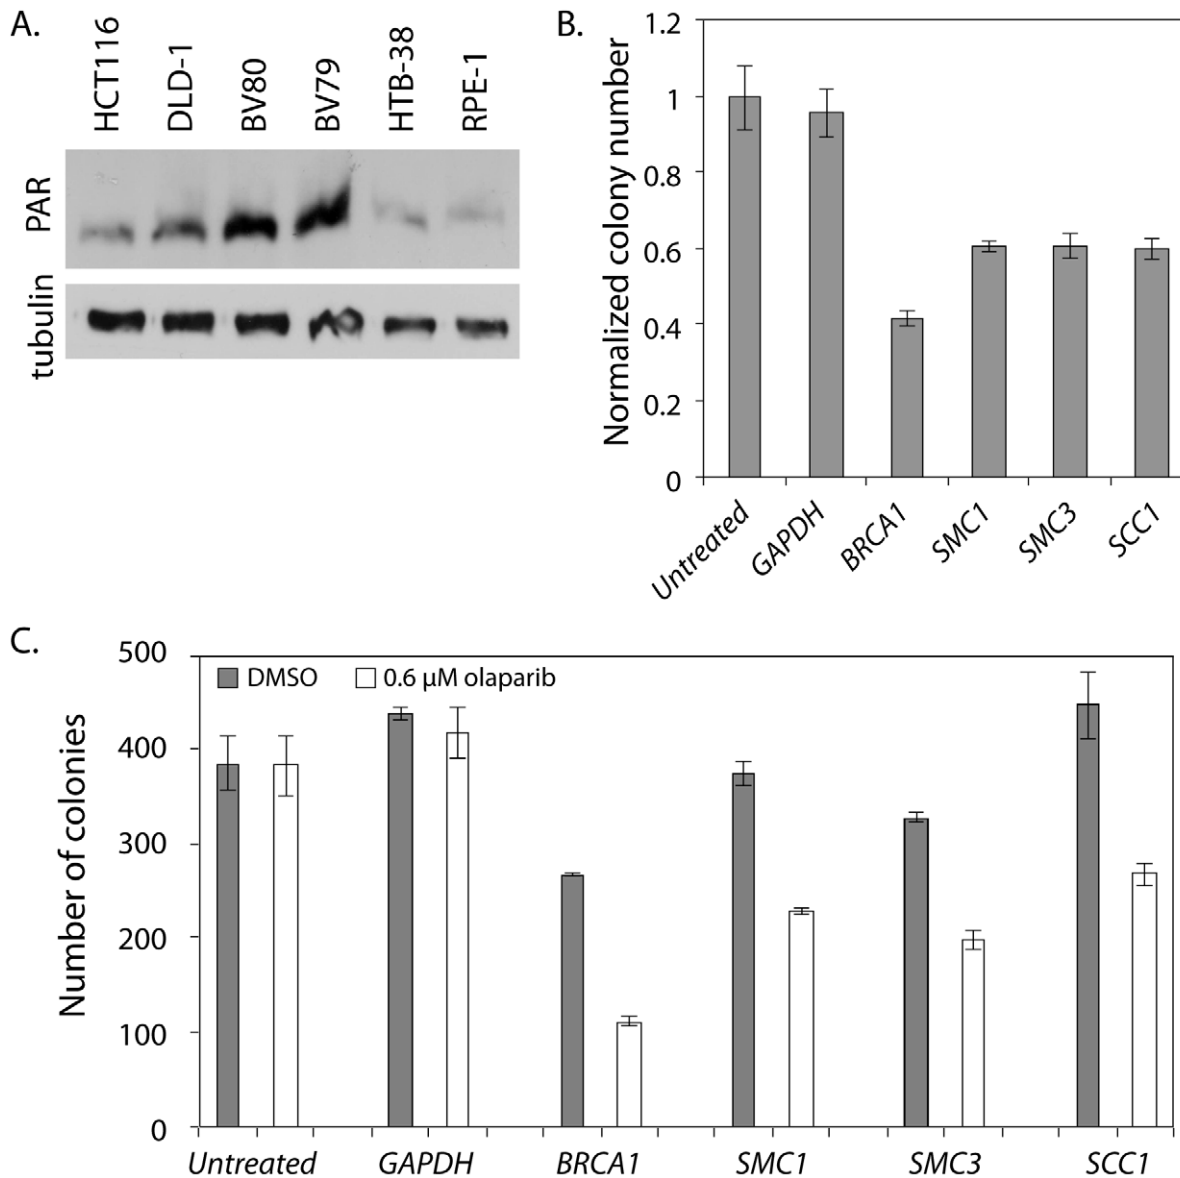 A.
HCT116
DLD-1
BV80
BV79
HTB-38
RPE-1
PAR
tubulin
B.
Normalized colony number
1.2
1
0.8
0.6
0.4
0.2
0
Untreated
GAPDH
BRCA1
SMC1
SMC3
SCC1
C.
Number of colonies
500
400
300
200
100
0
DMSO
0.6 µM olaparib
Untreated
GAPDH
BRCA1
SMC1
SMC3
SCC1